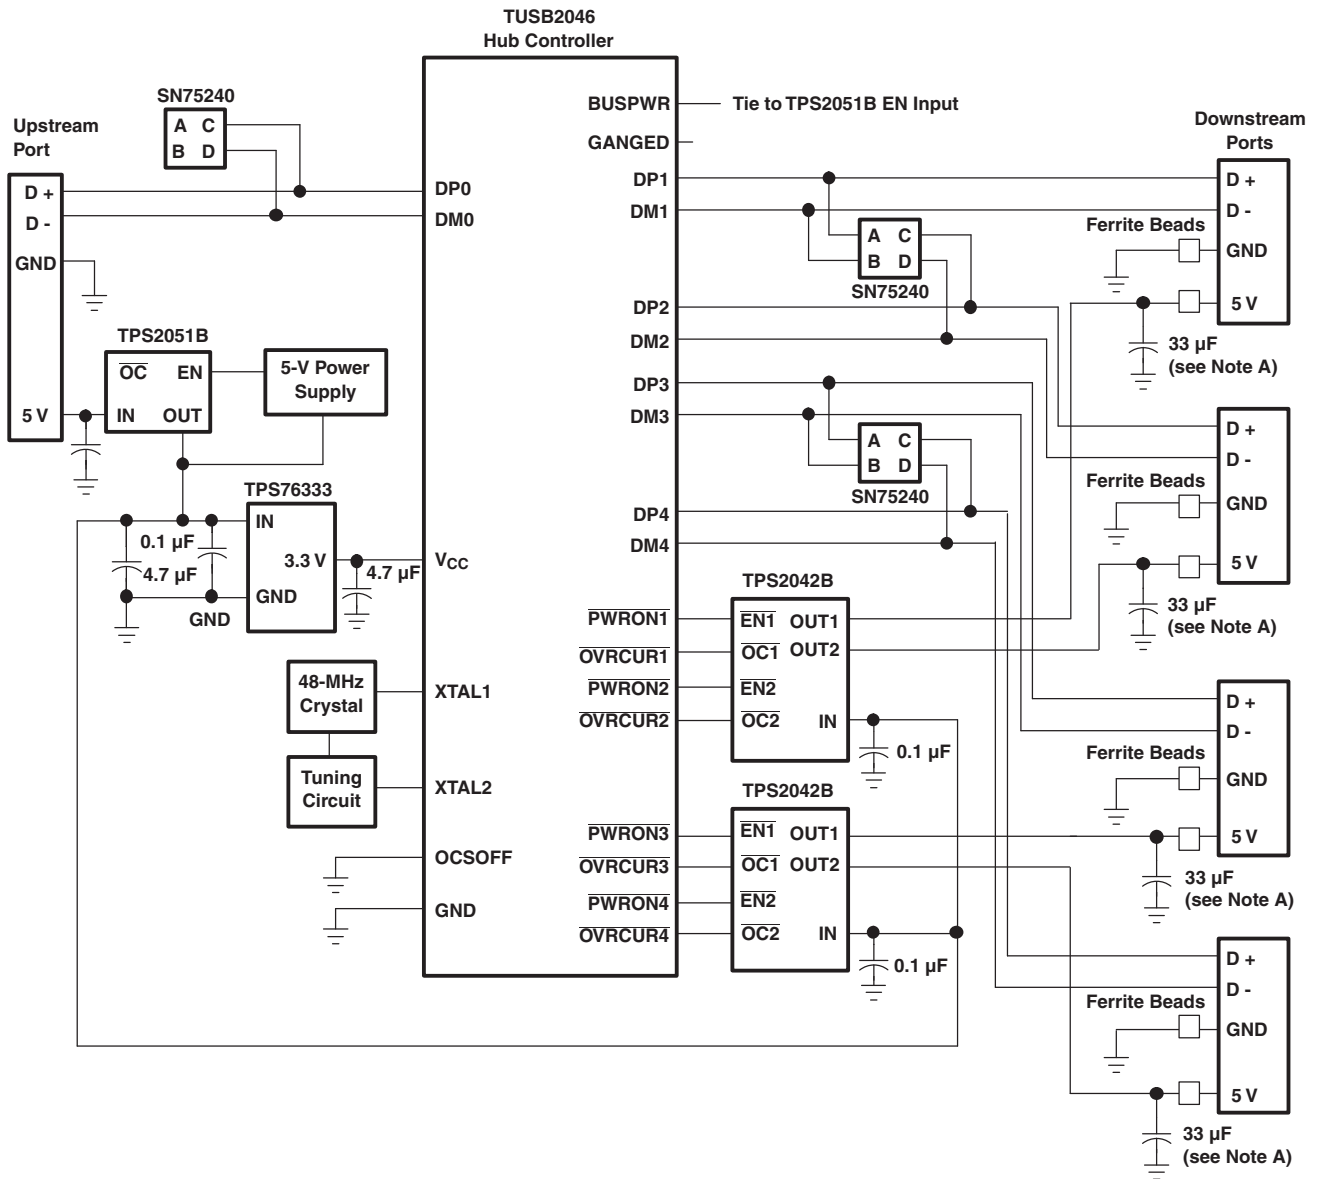 TUSB2046
Hub Controller
SN75240
A C
B D
Upstream
Port
D +
D -
GND
5 V
DP0
DM0
BUSPWR
Tie to TPS2051B EN Input
GANGED
DP1
DM1
A C
B D
SN75240
DP2
DM2
DP3
DM3
A C
B D
SN75240
DP4
DM4
Downstream
Ports
D +
D -
Ferrite Beads
GND
5 V
33 µF
(see Note A)
D +
D -
Ferrite Beads
GND
5 V
33 µF
(see Note A)
D +
D -
Ferrite Beads
GND
5 V
33 µF
(see Note A)
D +
D -
Ferrite Beads
GND
5 V
33 µF
(see Note A)
TPS2051B
OC EN
IN OUT
5-V Power
Supply
TPS76333
IN
3.3 V
GND
0.1 µF
4.7 µF
GND
4.7 µF
VCC
48-MHz
Crystal
XTAL1
Tuning
Circuit
XTAL2
OCSOFF
GND
PWRON1
OVRCUR1
PWRON2
OVRCUR2
TPS2042B
EN1 OUT1
OC1 OUT2
EN2
OC2 IN
0.1 µF
PWRON3
OVRCUR3
PWRON4
OVRCUR4
TPS2042B
EN1 OUT1
OC1 OUT2
EN2
OC2 IN
0.1 µF